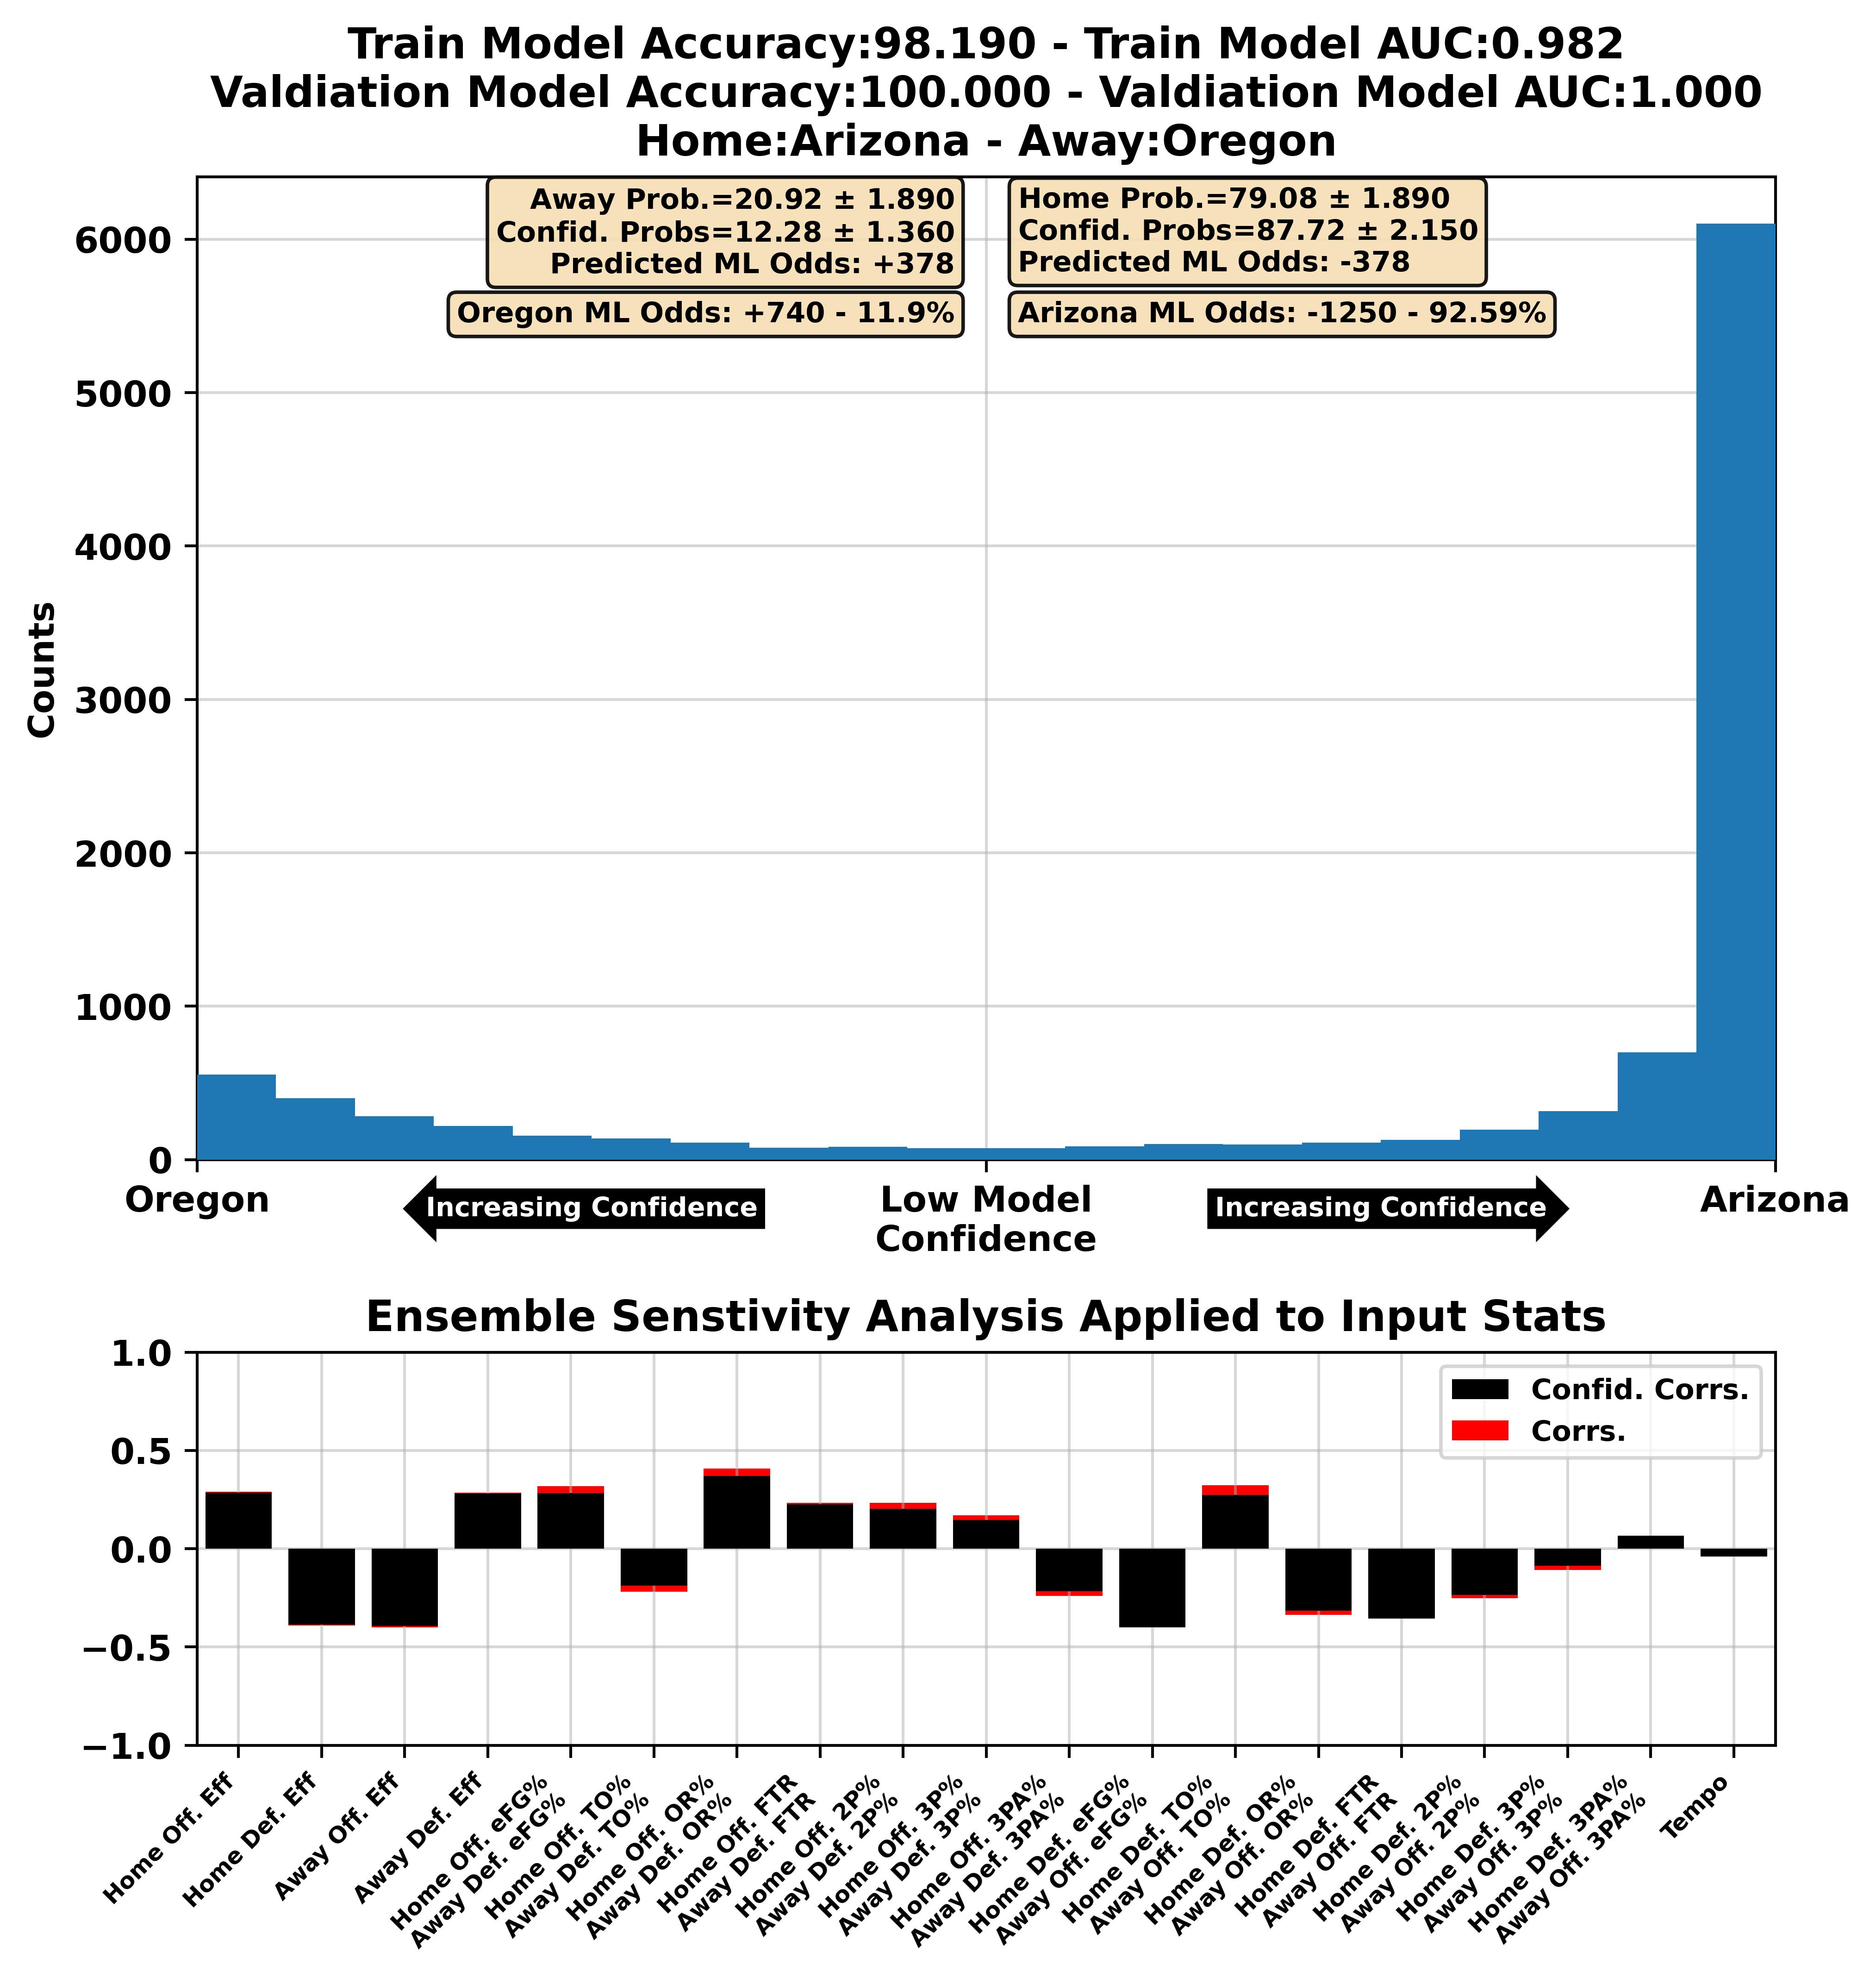 Train Model Accuracy:98.190 - Train Model AUC:0.982
Valdiation Model Accuracy:100.000 - Valdiation Model AUC:1.000
Home:Arizona - Away:Oregon
Away Prob.=20.92 ± 1.890
Confid. Probs=12.28 ± 1.360
Predicted ML Odds: +378
Oregon ML Odds: +740 - 11.9%
Home Prob.=79.08 ± 1.890
Confid. Probs=87.72 ± 2.150
Predicted ML Odds: -378
Arizona ML Odds: -1250 - 92.59%
Counts
6000
5000
4000
3000
2000
1000
0
Oregon
Increasing Confidence
Low Model
Confidence
Increasing Confidence
Arizona
Ensemble Senstivity Analysis Applied to Input Stats
Confid. Corrs.
Corrs.
1.0
0.5
0.0
−0.5
−1.0
Home Off. Eff
Home Def. Eff
Away Off. Eff
Away Def. Eff
Home Off. eFG%
Away Def. eFG%
Home Off. TO%
Away Def. TO%
Home Off. OR%
Away Def. OR%
Home Off. FTR
Away Def. FTR
Home Off. 2P%
Away Def. 2P%
Home Off. 3P%
Away Def. 3P%
Home Off. 3PA%
Away Def. 3PA%
Home Def. eFG%
Away Off. eFG%
Home Def. TO%
Away Off. TO%
Home Def. OR%
Away Off. OR%
Home Def. FTR
Away Off. FTR
Home Def. 2P%
Away Off. 2P%
Home Def. 3P%
Away Off. 3P%
Home Def. 3PA%
Away Off. 3PA%
Tempo